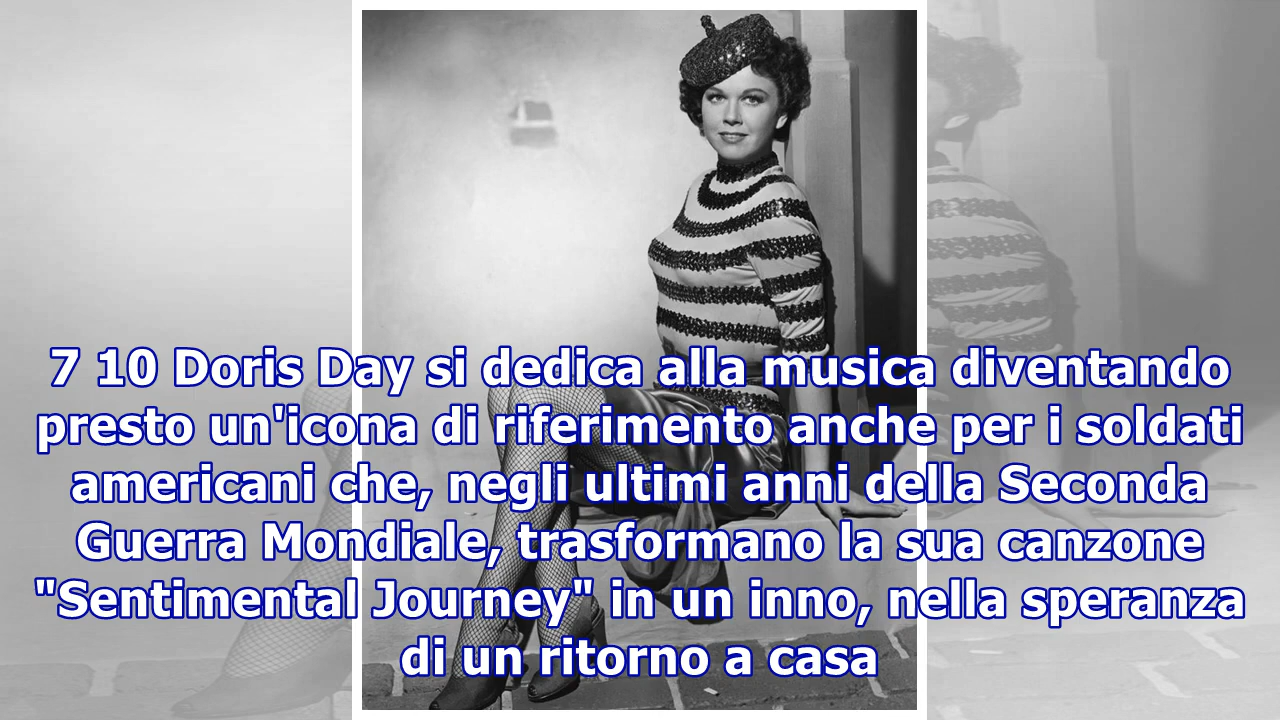 7 10 Doris Day si dedica alla musica diventando
presto un'icona di riferimento anche per i soldati
americani che, negli ultimi anni della Seconda
Guerra Mondiale, trasformano la sua canzone
"Sentimental Journey" in un inno, nella speranza
di un ritorno a casa